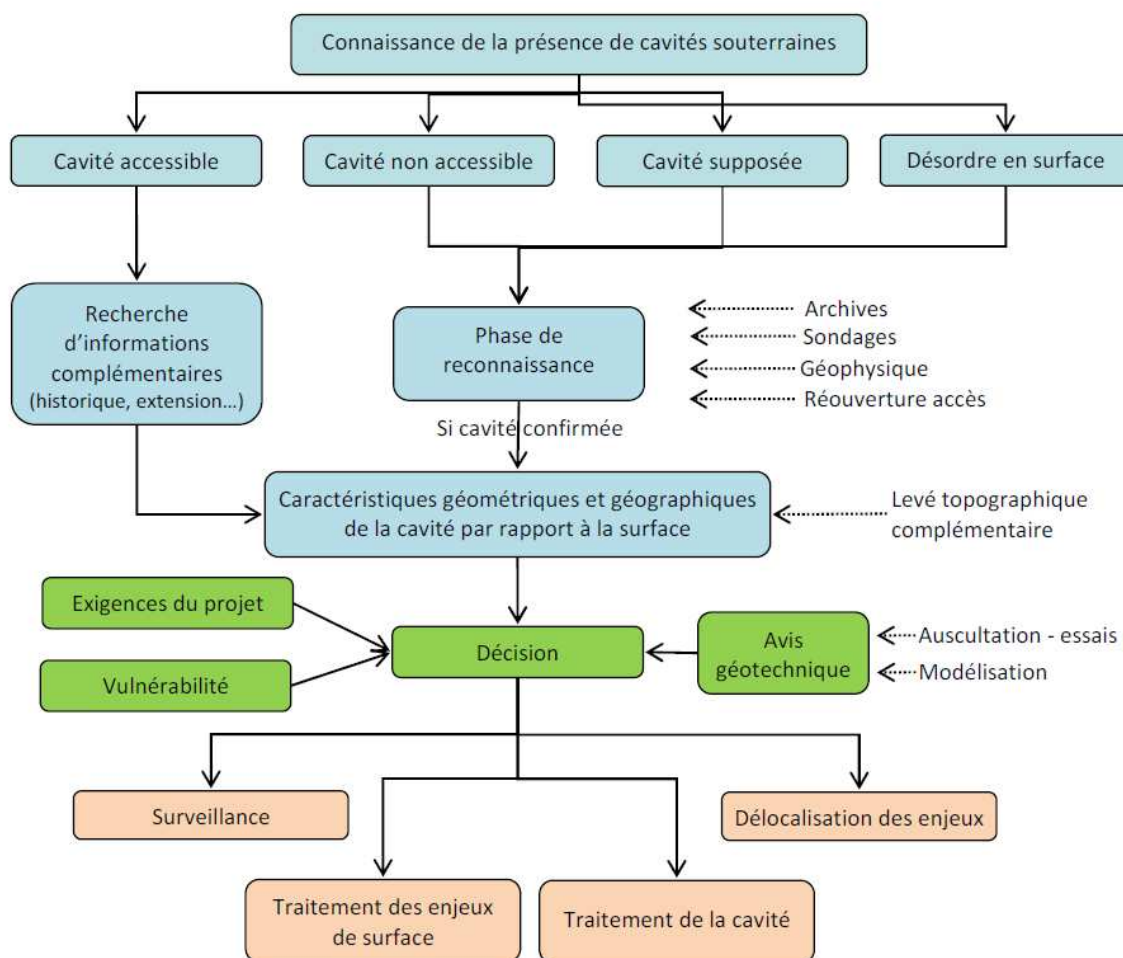 Connaissance de la présence de cavités souterraines
Cavité accessible
Cavité non accessible
Cavité supposée
Désordre en surface
Recherche
d'informations
complémentaires
(historique, extension...)
Phase de
reconnaissance
Archives
Sondages
Géophysique
Réouverture accès
Si cavité confirmée
Caractéristiques géométriques et géographiques
de la cavité par rapport à la surface
Levé topographique
complémentaire
Exigences du projet
Vulnérabilité
Décision
Avis
géotechnique
Auscultation - essais
Modélisation
Surveillance
Délocalisation des enjeux
Traitement des enjeux
de surface
Traitement de la cavité